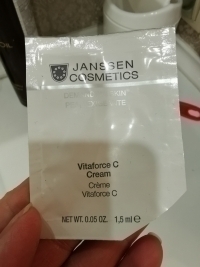 JANSSEN
COSMETICS
Vitaforce C
Cream
Crème
Vitaforce C
NET WT. 0.05 OZ. 1,5 ml e